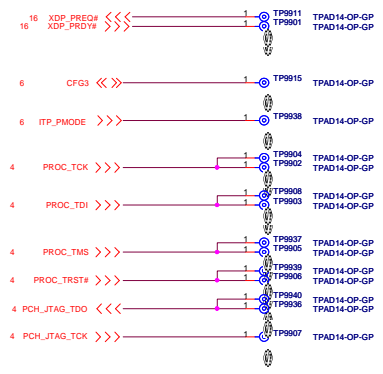 16 XDP_PREQ# 1 TP9911 TPAD14-OP-GP
16 XDP_PRDY# 1 TP9901 TPAD14-OP-GP
6 CFG3 1 TP9915 TPAD14-OP-GP
6 ITP_PMODE 1 TP9938 TPAD14-OP-GP
1 TP9904 TPAD14-OP-GP
4 PROC_TCK 1 TP9902 TPAD14-OP-GP
1 TP9908 TPAD14-OP-GP
4 PROC_TDI 1 TP9903 TPAD14-OP-GP
1 TP9937 TPAD14-OP-GP
4 PROC_TMS 1 TP9905 TPAD14-OP-GP
1 TP9939 TPAD14-OP-GP
4 PROC_TRST# 1 TP9906 TPAD14-OP-GP
1 TP9940 TPAD14-OP-GP
4 PCH_JTAG_TDO 1 TP9936 TPAD14-OP-GP
4 PCH_JTAG_TCK 1 TP9907 TPAD14-OP-GP